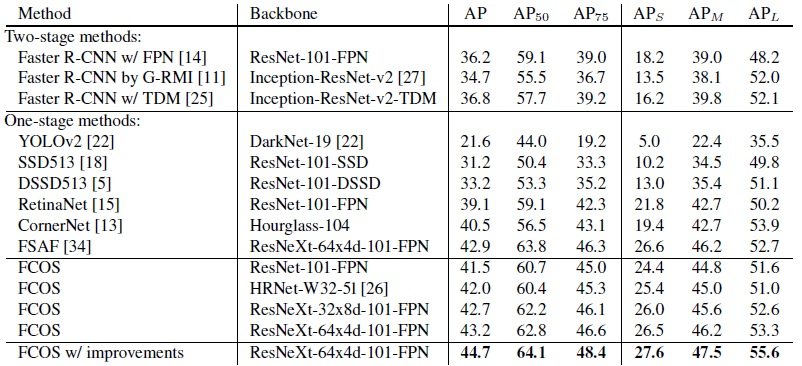 Method Backbone AP AP50 AP75 APS APM APL
Two-stage methods:
Faster R-CNN w/ FPN [14] ResNet-101-FPN 36.2 59.1 39.0 18.2 39.0 48.2
Faster R-CNN by G-RMI [11] Inception-ResNet-v2 [27] 34.7 55.5 36.7 13.5 38.1 52.0
Faster R-CNN w/ TDM [25] Inception-ResNet-v2-TDM 36.8 57.7 39.2 16.2 39.8 52.1
One-stage methods:
YOLOv2 [22] DarkNet-19 [22] 21.6 44.0 19.2 5.0 22.4 35.5
SSD513 [18] ResNet-101-SSD 31.2 50.4 33.3 10.2 34.5 49.8
DSSD513 [5] ResNet-101-DSSD 33.2 53.3 35.2 13.0 35.4 51.1
RetinaNet [15] ResNet-101-FPN 39.1 59.1 42.3 21.8 42.7 50.2
CornerNet [13] Hourglass-104 40.5 56.5 43.1 19.4 42.7 53.9
FSAF [34] ResNeXt-64x4d-101-FPN 42.9 63.8 46.3 26.6 46.2 52.7
FCOS ResNet-101-FPN 41.5 60.7 45.0 24.4 44.8 51.6
FCOS HRNet-W32-5l [26] 42.0 60.4 45.3 25.4 45.0 51.0
FCOS ResNeXt-32x8d-101-FPN 42.7 62.2 46.1 26.0 45.6 52.6
FCOS ResNeXt-64x4d-101-FPN 43.2 62.8 46.6 26.5 46.2 53.3
FCOS w/ improvements ResNeXt-64x4d-101-FPN 44.7 64.1 48.4 27.6 47.5 55.6